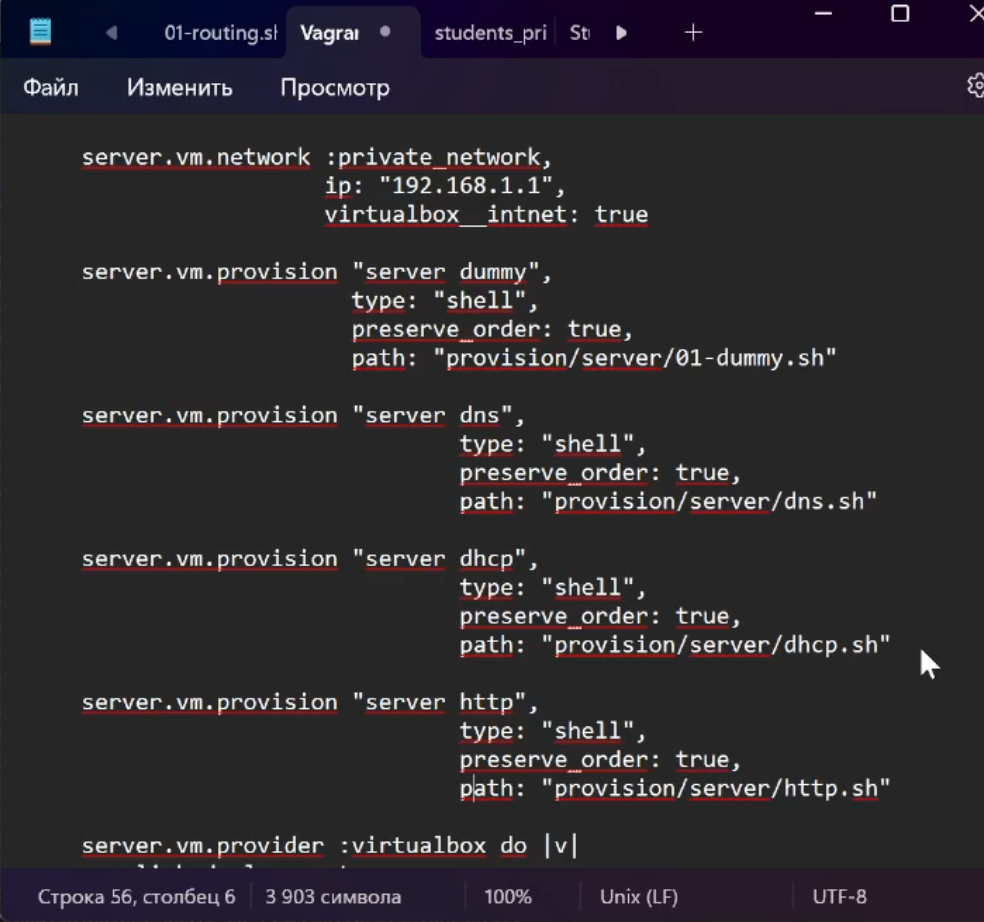 01-routing.sh
Vagrar
students_pri
Stu
Файл Изменить Просмотр
server.vm.network :private_network,
ip: "192.168.1.1",
virtualbox__intnet: true
server.vm.provision "server dummy",
type: "shell",
preserve_order: true,
path: "provision/server/01-dummy.sh"
server.vm.provision "server dns",
type: "shell",
preserve_order: true,
path: "provision/server/dns.sh"
server.vm.provision "server dhcp",
type: "shell",
preserve_order: true,
path: "provision/server/dhcp.sh"
server.vm.provision "server http",
type: "shell",
preserve_order: true,
path: "provision/server/http.sh"
server.vm.provider :virtualbox do |v|
Строка 56, столбец 6 3 903 символа 100% Unix (LF) UTF-8